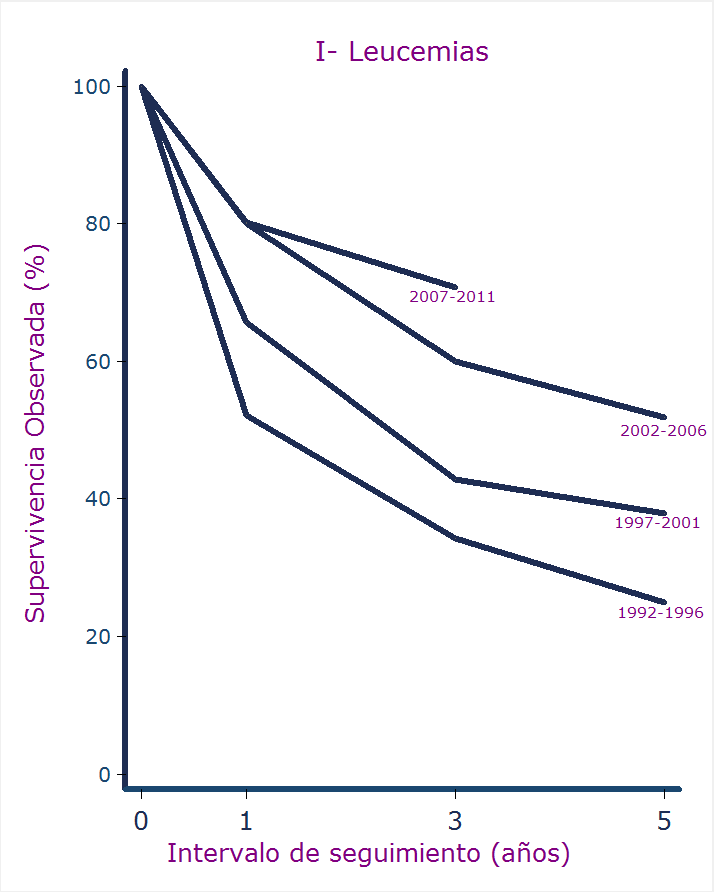 I- Leucemias
Supervivencia Observada (%)
100
80
60
40
20
0
2007-2011
2002-2006
1997-2001
1992-1996
0 1 3 5
Intervalo de seguimiento (años)